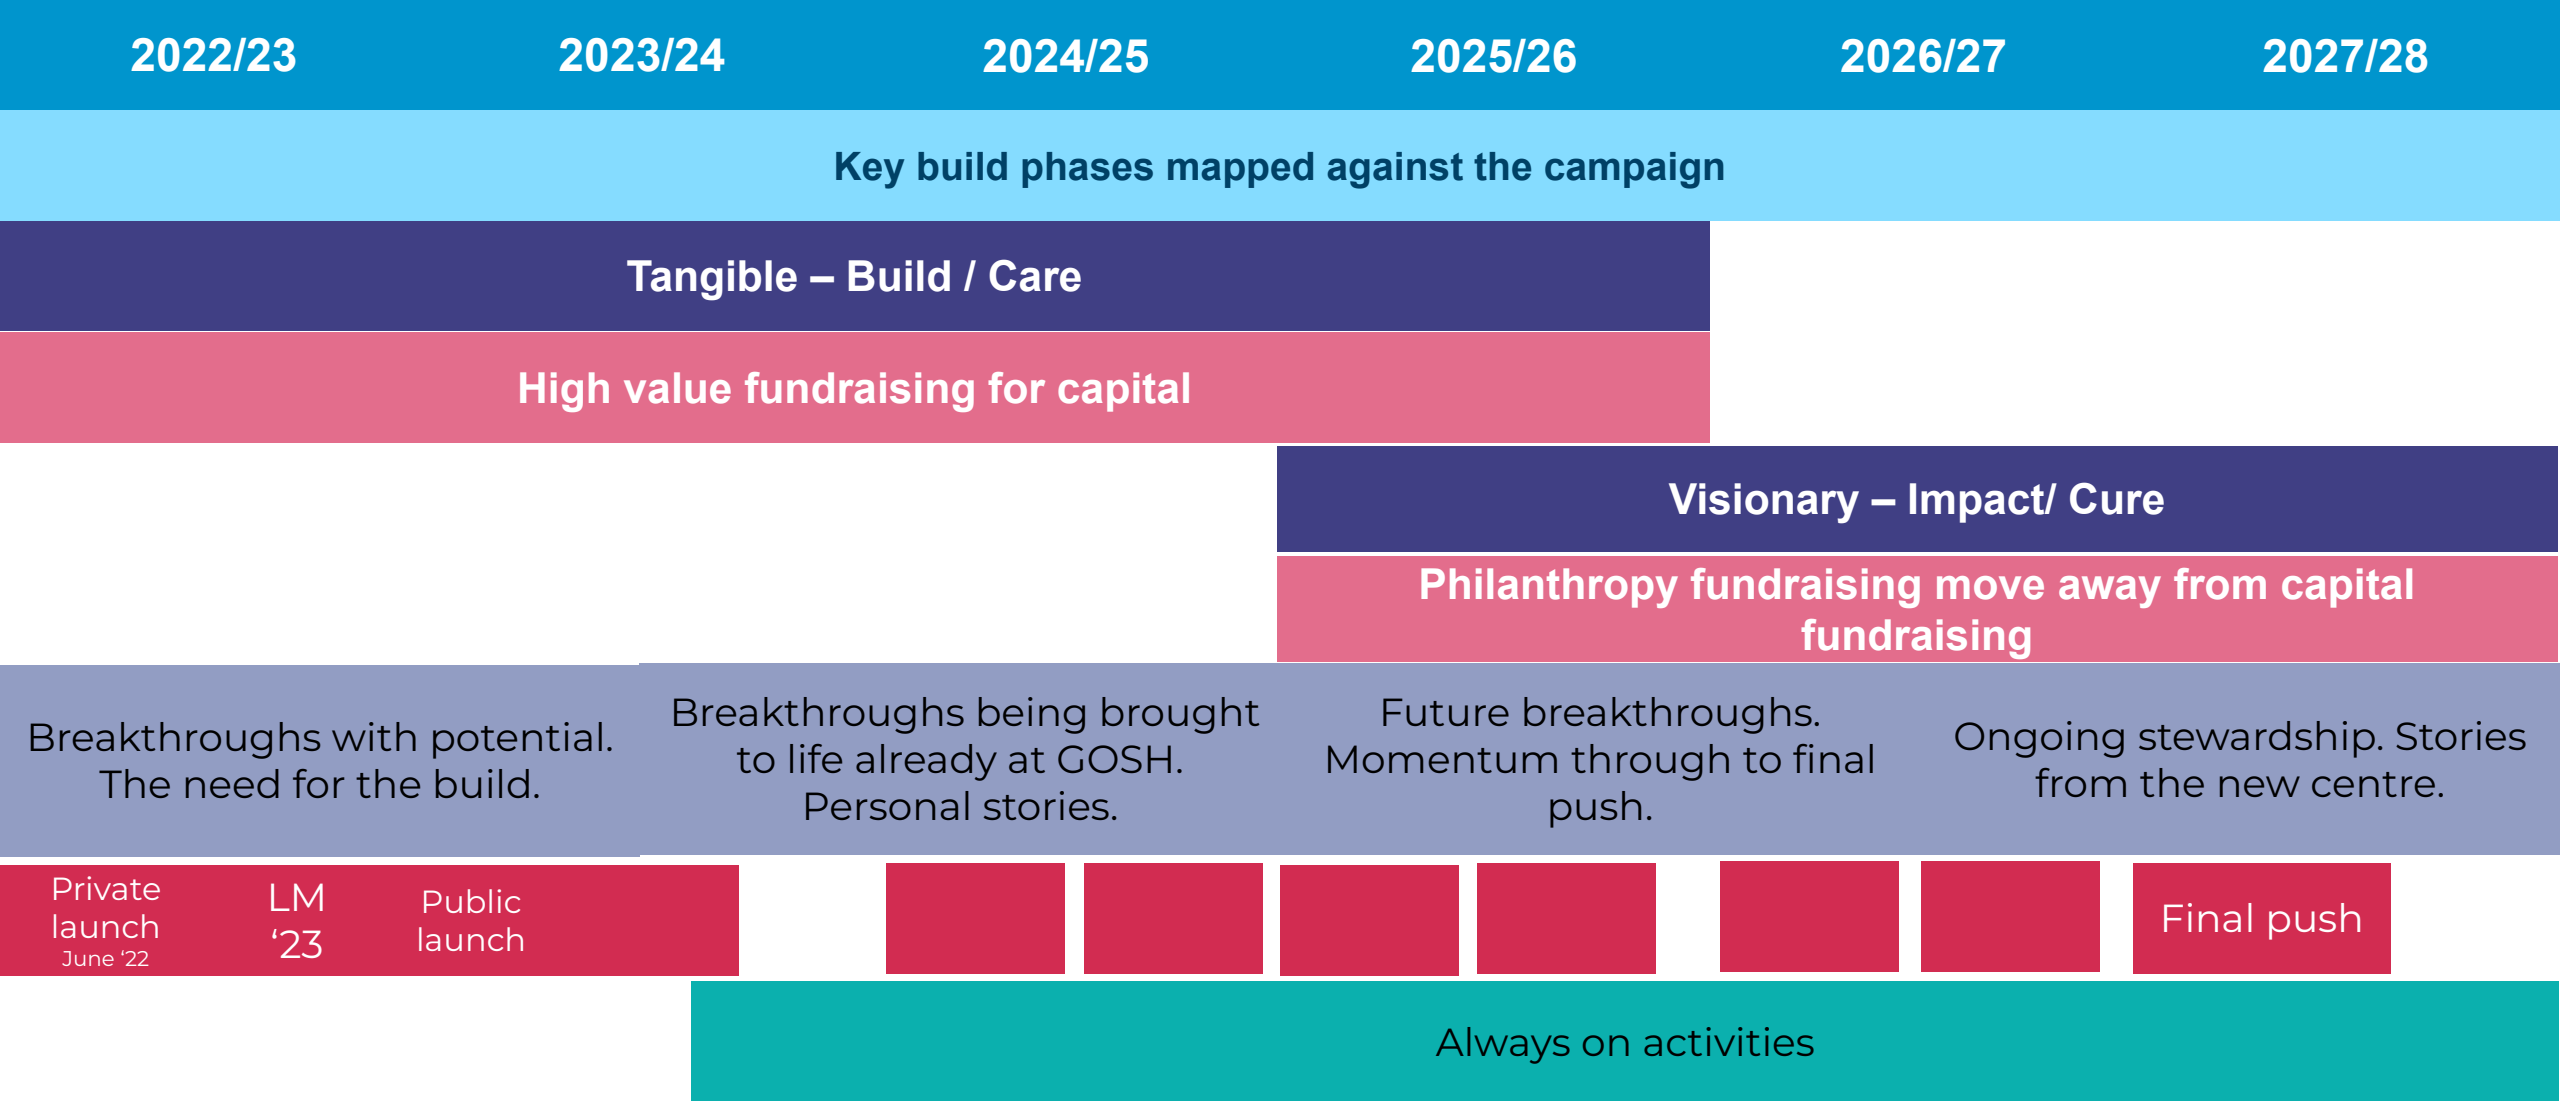 2022/23 2023/24 2024/25 2025/26 2026/27 2027/28
Key build phases mapped against the campaign
Tangible – Build / Care
High value fundraising for capital
Visionary – Impact/ Cure
Philanthropy fundraising move away from capital
fundraising
Breakthroughs with potential.
The need for the build.
Breakthroughs being brought
to life already at GOSH.
Personal stories.
Future breakthroughs.
Momentum through to final
push.
Ongoing stewardship. Stories
from the new centre.
Private
launch
June ‘22
LM
‘23
Public
launch
Final push
Always on activities